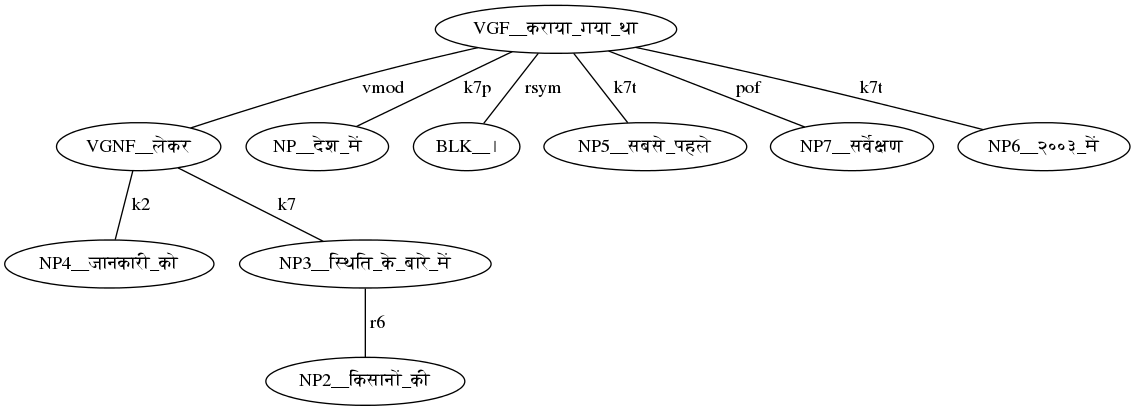 VGF__कराया_गया_था
vmod k7p rsym k7t pof k7t
VGNF__लेकर NP__देश_में BLK__। NP5__सबसे_पहले NP7__सर्वेक्षण NP6__२००३_में
k2 k7
NP4__जानकारी_को NP3__स्थिति_के_बारे_में
r6
NP2__किसानों_की